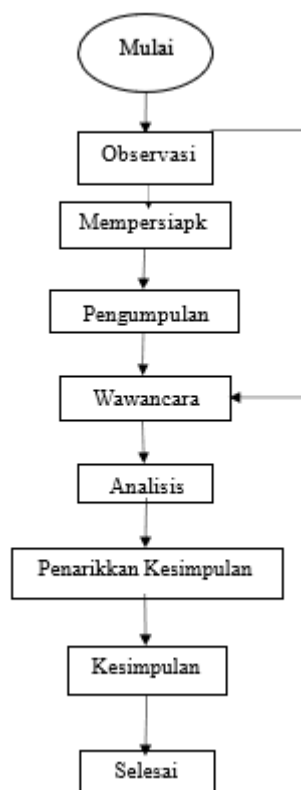 Mulai
Observasi
Mempersiapk
Pengumpulan
Wawancara
Analisis
Penarikkan Kesimpulan
Kesimpulan
Selesai